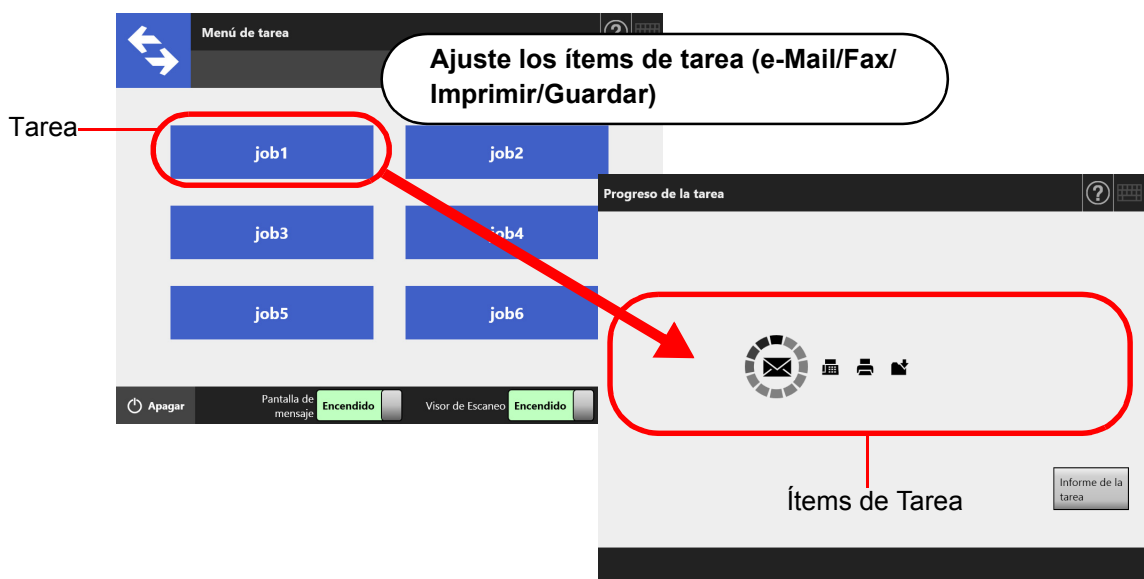 Menú de tarea
Ajuste los ítems de tarea (e-Mail/Fax/
Imprimir/Guardar)
Tarea
job1
job2
job3
job4
job5
job6
Apagar
Pantalla de
mensaje
Encendido
Visor de Escaneo
Encendido
Progreso de la tarea
?
Ítems de Tarea
Informe de la
tarea